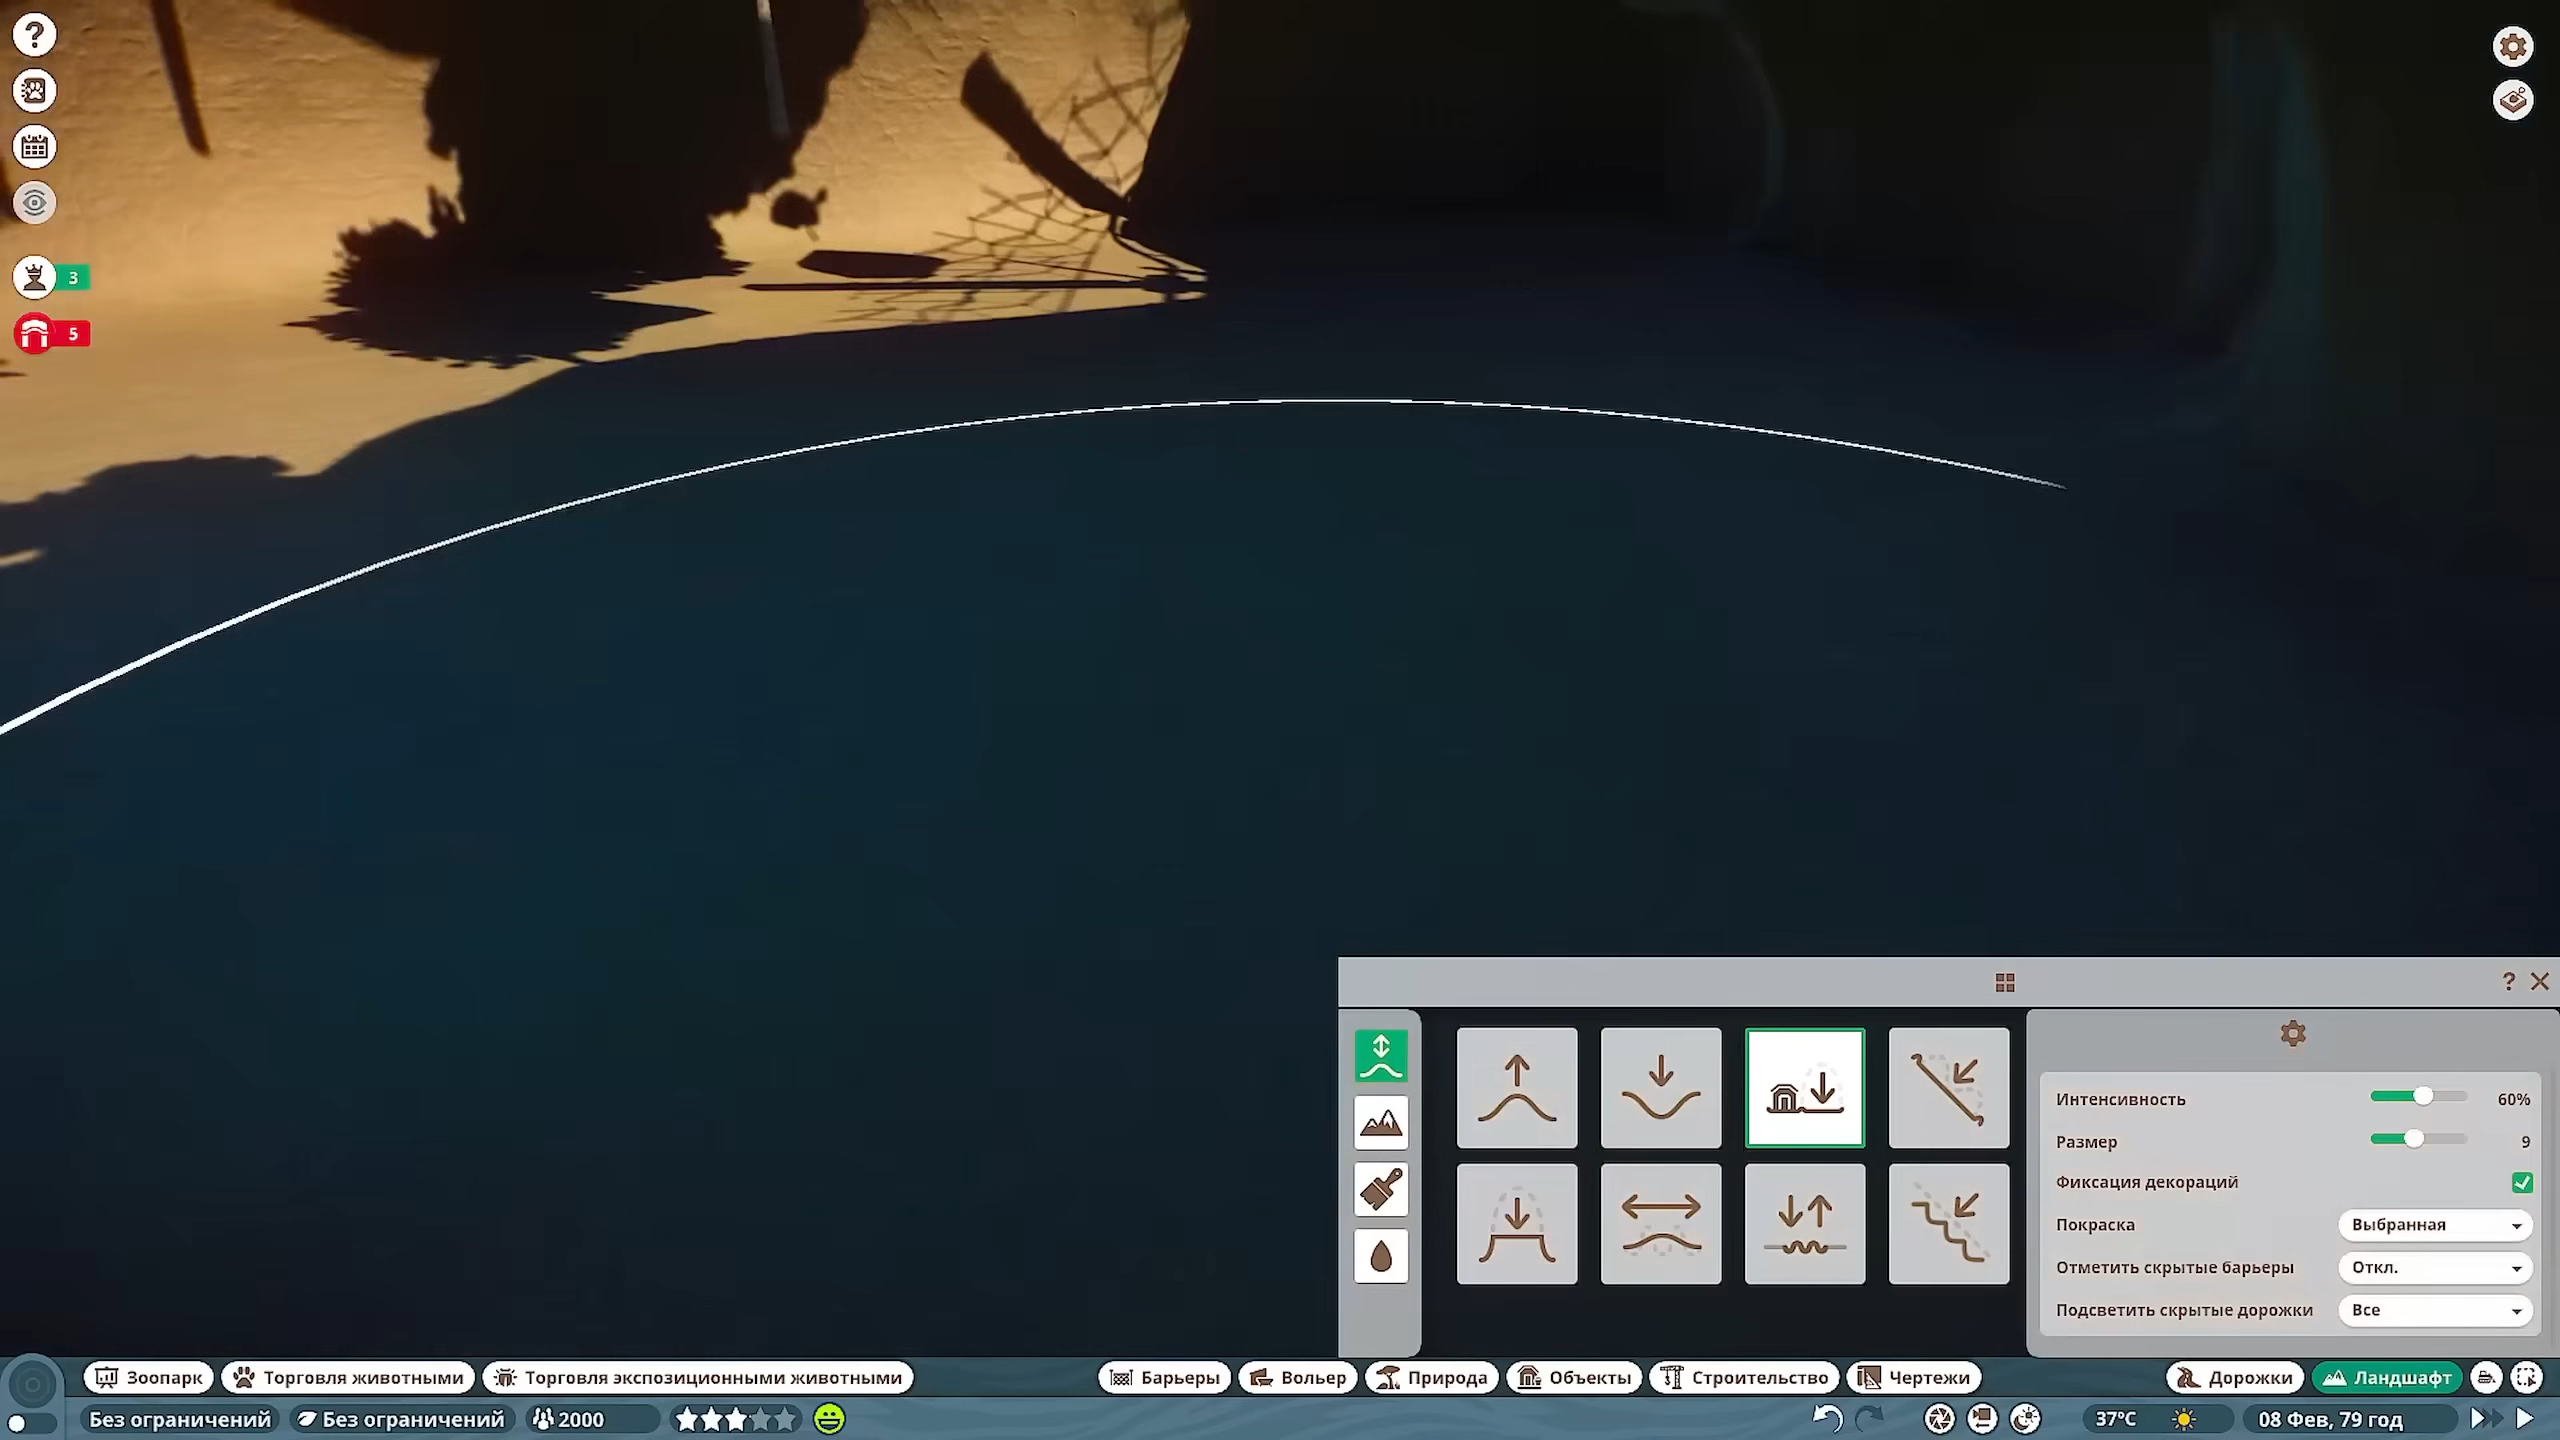 ?
3
5
?
Интенсивность 60%
Размер 9
Фиксация декораций
Покраска Выбранная
Отметить скрытые барьеры Откл.
Подсветить скрытые дорожки Все
Зоопарк Торговля животными Торговля экспозиционными животными Барьеры Вольер Природа Объекты Строительство Чертежи Дорожки Ландшафт
Без ограничений Без ограничений 2000 37°C 08 Фев, 79 год